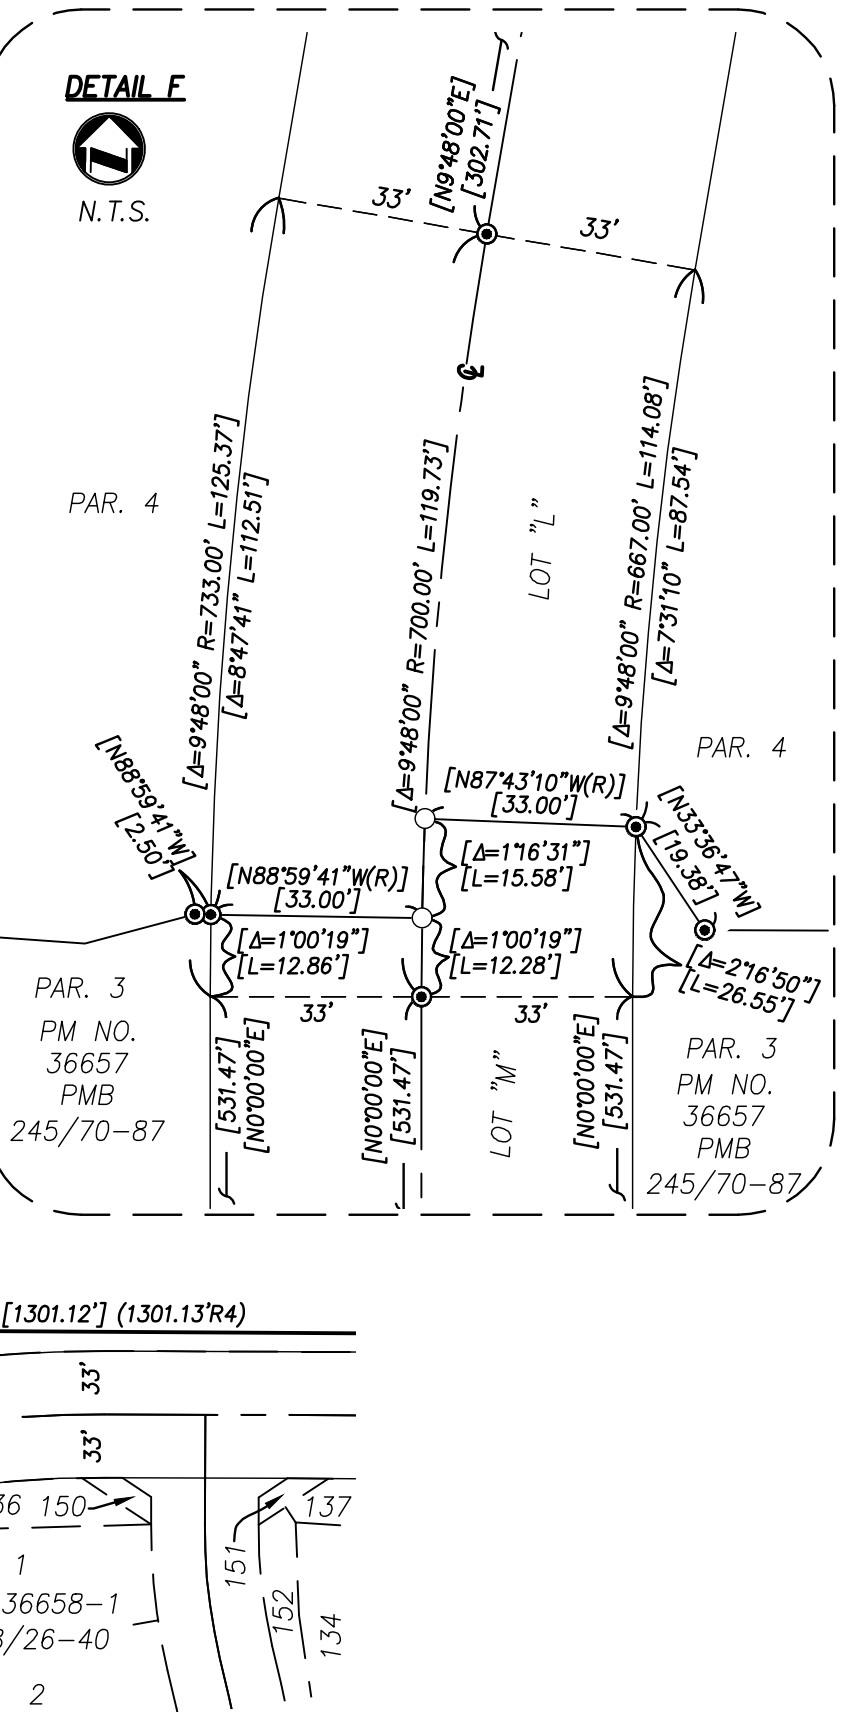 DETAIL F
N.T.S.
[N9°48'00"E]
[302.71']
33'
33'
PAR. 4
[Δ=9°48'00" R=733.00' L=125.37']
[Δ=8°47'41" L=112.51']
[Δ=9°48'00" R=700.00' L=119.73']
LOT "L"
[Δ=9°48'00" R=667.00' L=114.08']
[Δ=7°31'10" L=87.54']
PAR. 4
[N88°59'41"W]
[2.50']
[N87°43'10"W(R)]
[33.00']
[N33°36'47"W]
[19.38']
[N88°59'41"W(R)]
[33.00']
[Δ=1°16'31"]
[L=15.58']
[Δ=1°00'19"]
[L=12.86']
[Δ=1°00'19"]
[L=12.28']
[Δ=2°16'50"]
[L=26.55']
33'
33'
PAR. 3
PM NO.
36657
PMB
245/70-87
[531.47']
[N0°00'00"E]
[N0°00'00"E]
[531.47']
LOT "M"
[N0°00'00"E]
[531.47']
PAR. 3
PM NO.
36657
PMB
245/70-87
[1301.12'] (1301.13'R4)
33'
33'
36 150
137
151
152
134
1
36658-1
/26-40
2